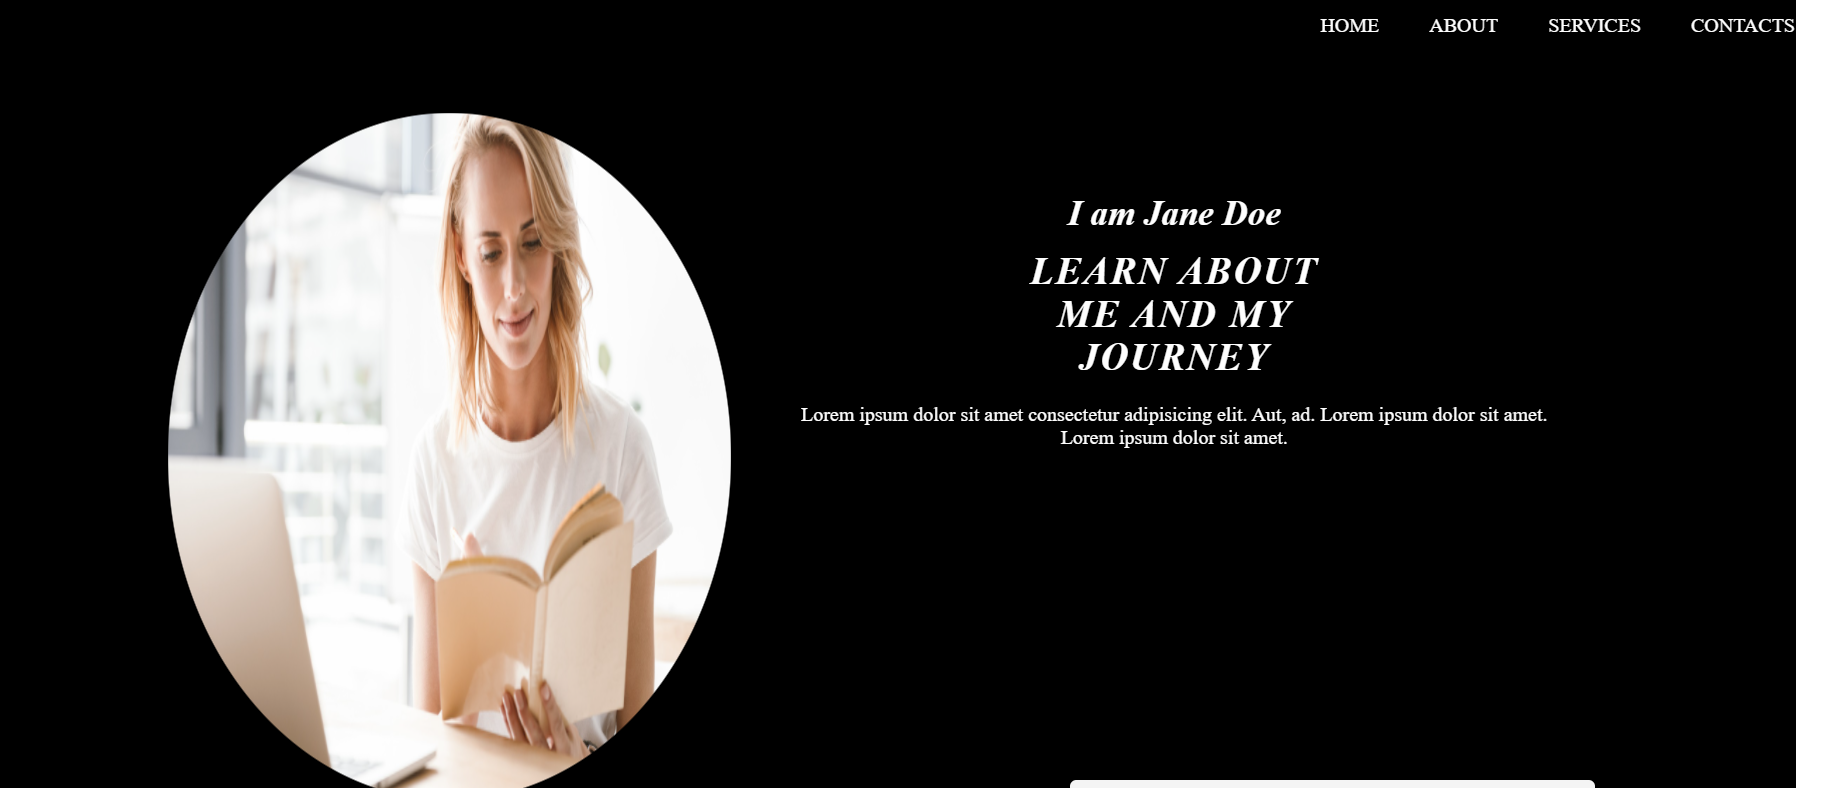 HOME ABOUT SERVICES CONTACTS
I am Jane Doe
LEARN ABOUT
ME AND MY
JOURNEY
Lorem ipsum dolor sit amet consectetur adipisicing elit. Aut, ad. Lorem ipsum dolor sit amet.
Lorem ipsum dolor sit amet.